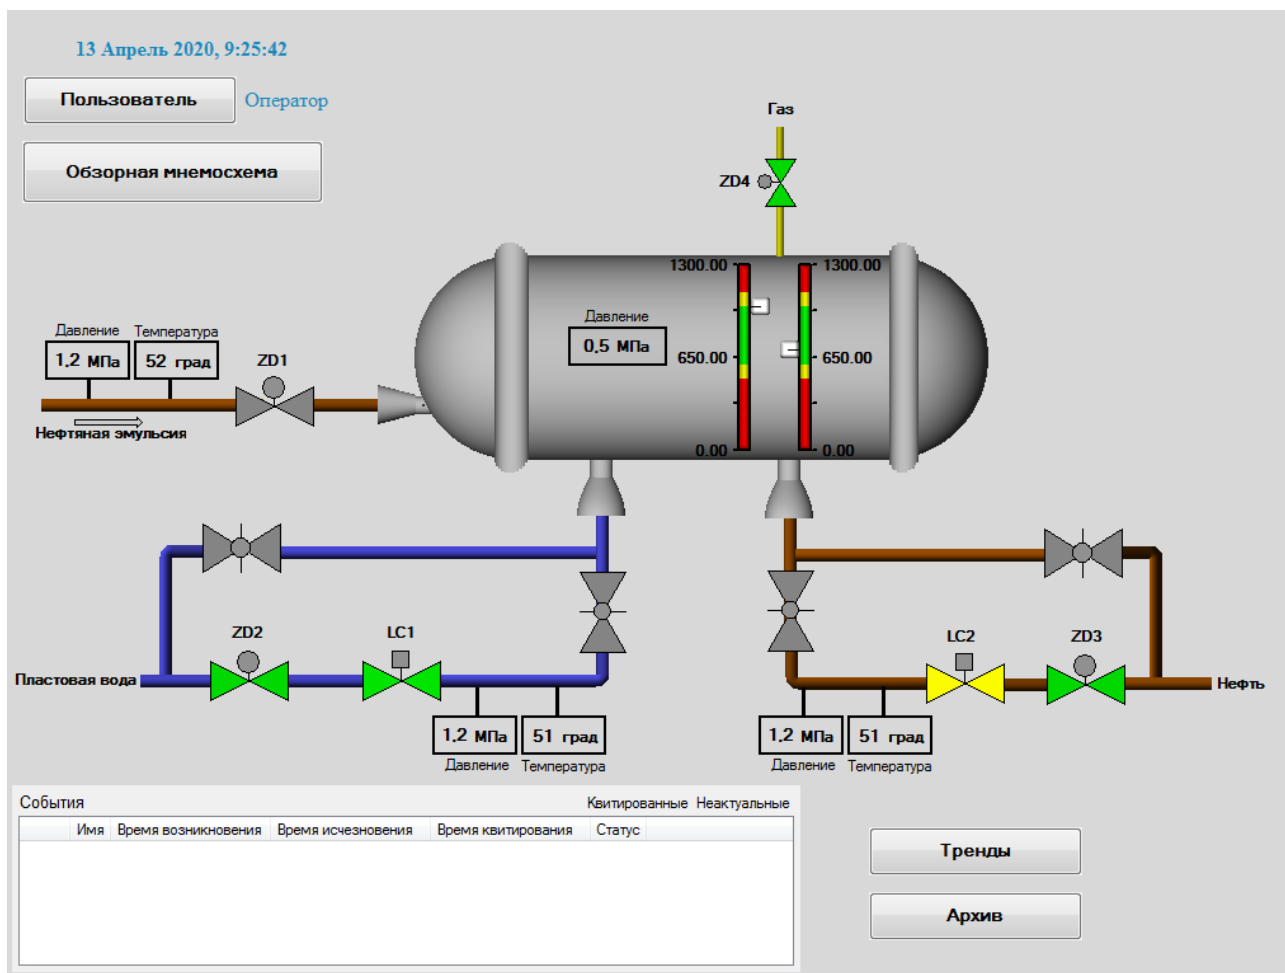 13 Апрель 2020, 9:25:42
Пользователь Оператор
Обзорная мнемосхема
Газ
ZD4
1300.00 1300.00
Давление
0,5 МПа
650.00 650.00
0.00 0.00
Давление Температура
1,2 МПа 52 град ZD1
Нефтяная эмульсия
ZD2 LC1 LC2 ZD3
Пластовая вода Нефть
1,2 МПа 51 град 1,2 МПа 51 град
Давление Температура Давление Температура
События Квитированные Неактуальные
Имя Время возникновения Время исчезновения Время квитирования Статус
Тренды
Архив